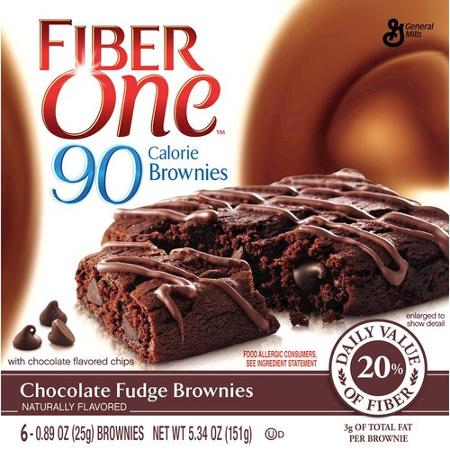 General
Mills
FIBER
One™
90 Calorie
Brownies
enlarged to
show detail
with chocolate flavored chips
FOOD ALLERGIC CONSUMERS,
SEE INGREDIENT STATEMENT
DAILY VALUE
20%
OF FIBER
Chocolate Fudge Brownies
NATURALLY FLAVORED
3g OF TOTAL FAT
PER BROWNIE
6 - 0.89 OZ (25g) BROWNIES NET WT 5.34 OZ (151g) U D